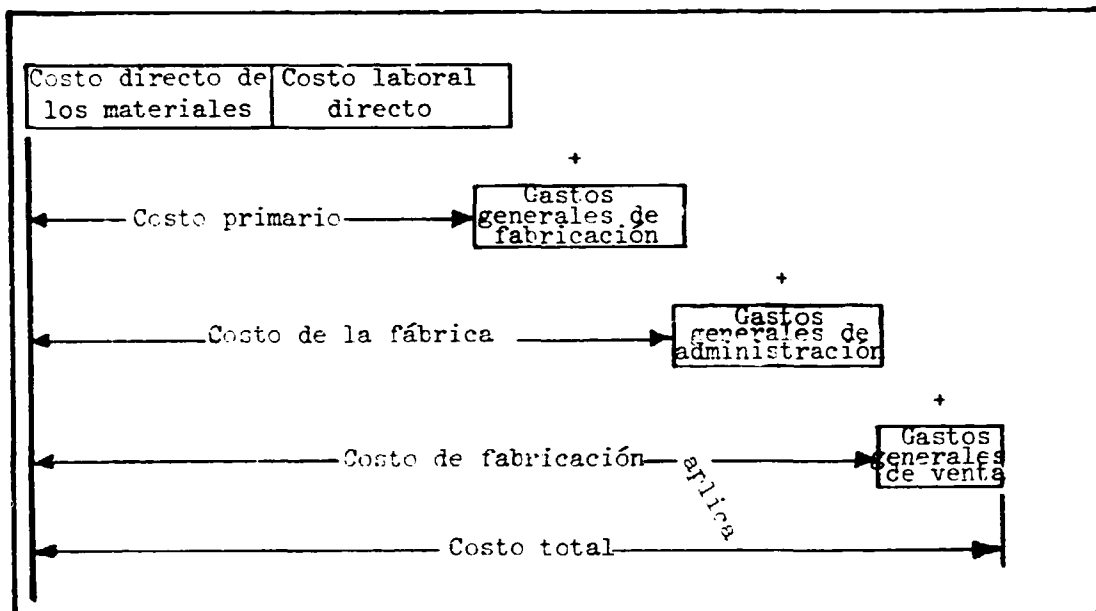 Costo directo de los materiales
Costo laboral directo
+
Gastos generales de fabricación
Costo primario
+
Gastos generales de administración
Costo de la fábrica
+
Gastos generales de venta
Costo de fabricación
aplica
Costo total